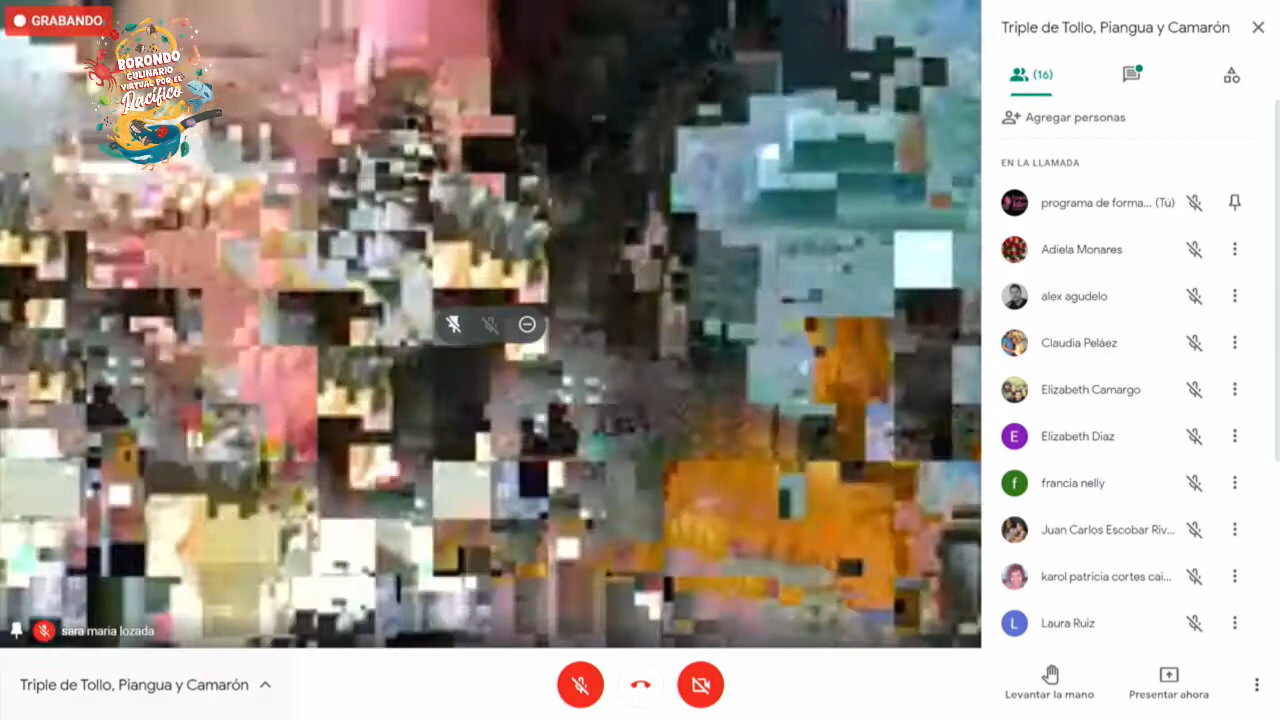 GRABANDO
BORONDO
CULINARIO
VIRTUAL POR EL
Pacífico
sara maria lozada
Triple de Tollo, Piangua y Camarón
Triple de Tollo, Piangua y Camarón
(16)
Agregar personas
EN LA LLAMADA
programa de forma... (Tú)
Adiela Monares
alex agudelo
Claudia Peláez
Elizabeth Camargo
E
Elizabeth Diaz
f
francia nelly
Juan Carlos Escobar Riv...
karol patricia cortes cai...
L
Laura Ruiz
Levantar la mano
Presentar ahora